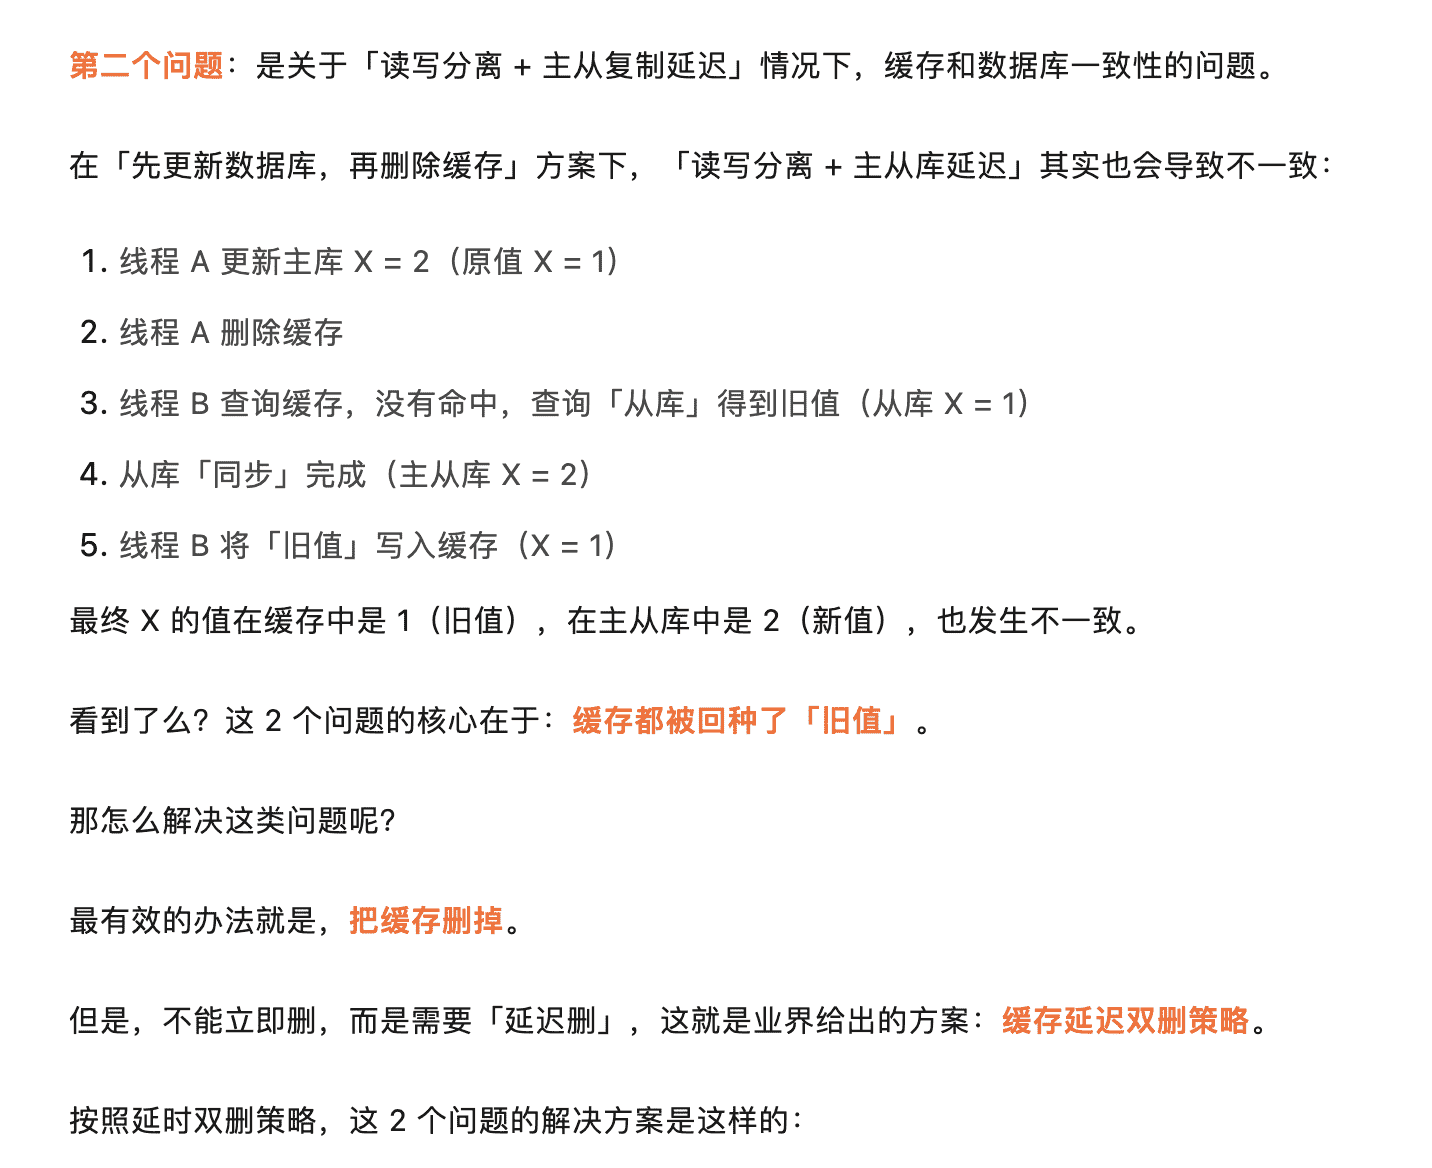 第二个问题：是关于「读写分离 + 主从复制延迟」情况下，缓存和数据库一致性的问题。
在「先更新数据库，再删除缓存」方案下，「读写分离 + 主从库延迟」其实也会导致不一致：
1. 线程 A 更新主库 X = 2（原值 X = 1）
2. 线程 A 删除缓存
3. 线程 B 查询缓存，没有命中，查询「从库」得到旧值（从库 X = 1）
4. 从库「同步」完成（主从库 X = 2）
5. 线程 B 将「旧值」写入缓存（X = 1）
最终 X 的值在缓存中是 1（旧值），在主从库中是 2（新值），也发生不一致。
看到了么？这 2 个问题的核心在于：缓存都被回种了「旧值」。
那怎么解决这类问题呢？
最有效的办法就是，把缓存删掉。
但是，不能立即删，而是需要「延迟删」，这就是业界给出的方案：缓存延迟双删策略。
按照延时双删策略，这 2 个问题的解决方案是这样的：